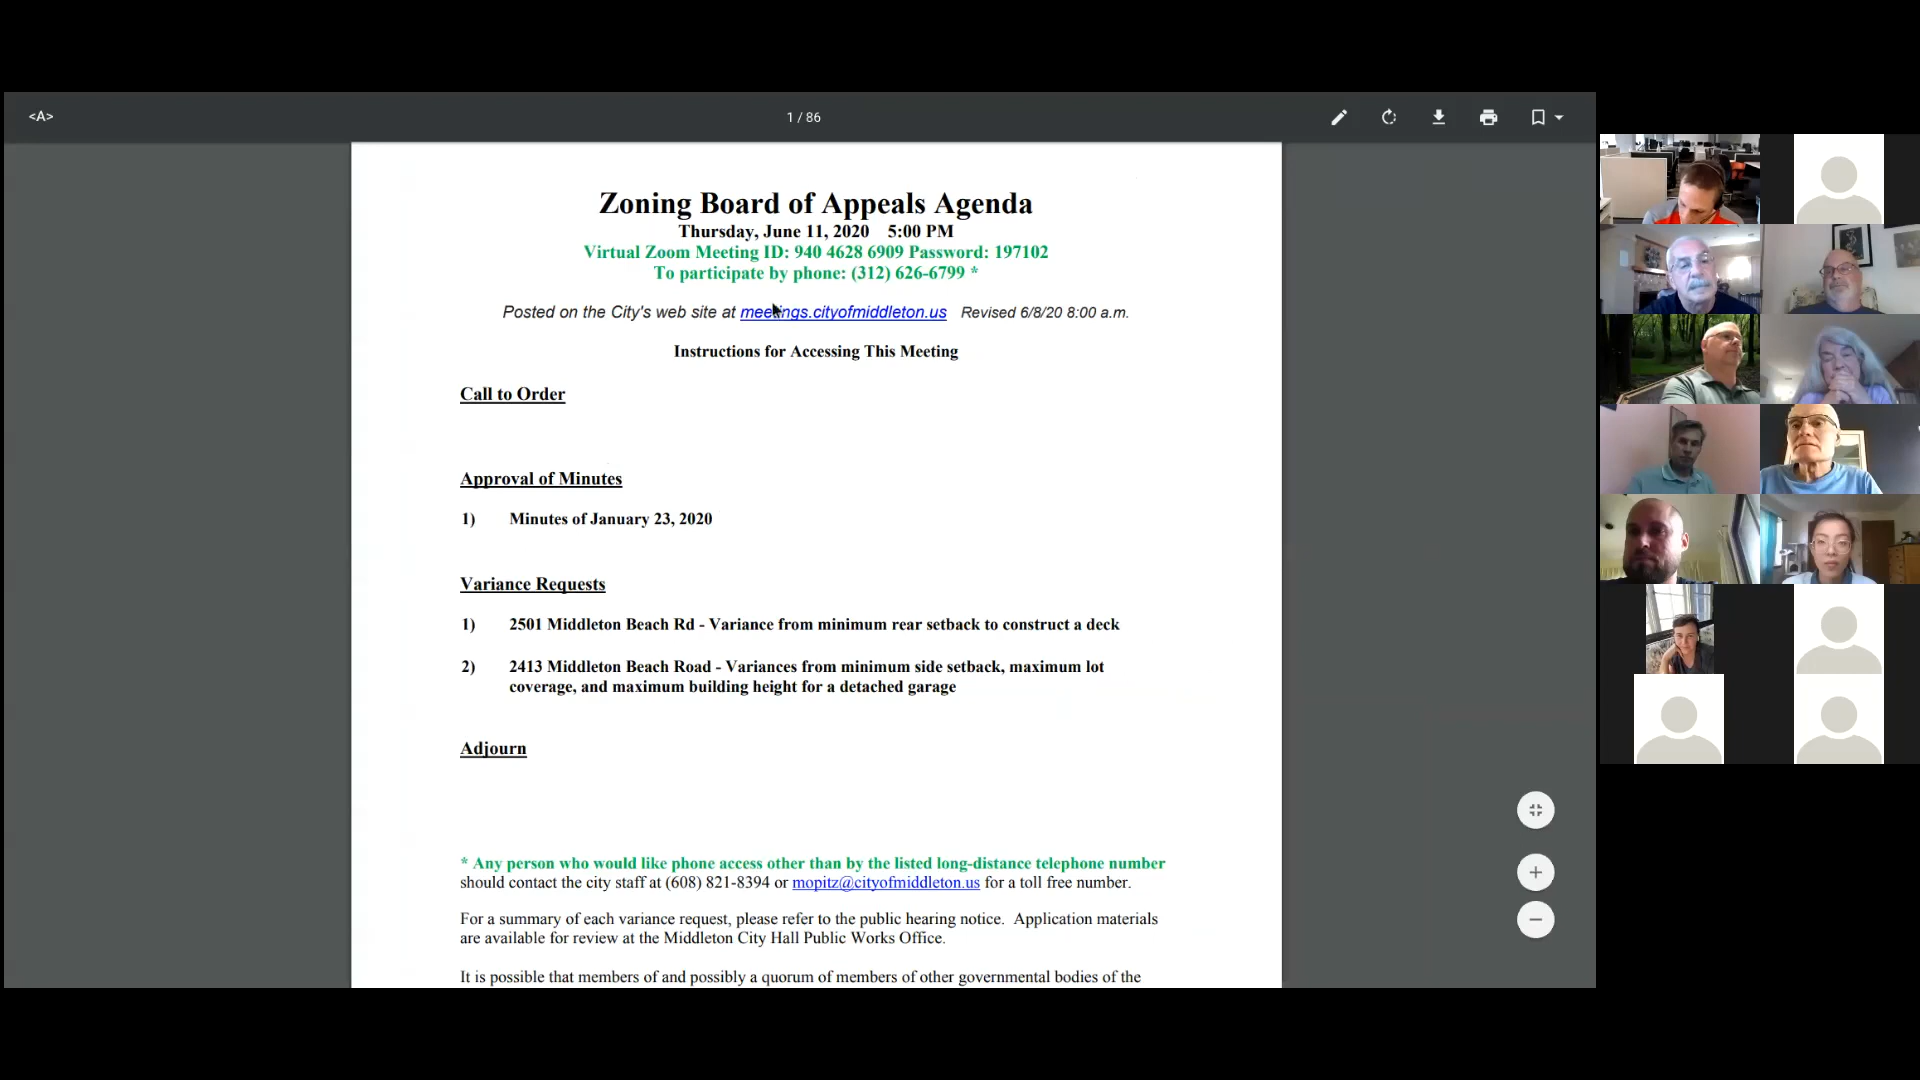 <A>
1 / 86
Zoning Board of Appeals Agenda
Thursday, June 11, 2020 5:00 PM
Virtual Zoom Meeting ID: 940 4628 6909 Password: 197102
To participate by phone: (312) 626-6799 *
Posted on the City's web site at meetings.cityofmiddleton.us Revised 6/8/20 8:00 a.m.
Instructions for Accessing This Meeting
Call to Order
Approval of Minutes
1) Minutes of January 23, 2020
Variance Requests
1) 2501 Middleton Beach Rd - Variance from minimum rear setback to construct a deck
2) 2413 Middleton Beach Road - Variances from minimum side setback, maximum lot
coverage, and maximum building height for a detached garage
Adjourn
* Any person who would like phone access other than by the listed long-distance telephone number
should contact the city staff at (608) 821-8394 or mopitz@cityofmiddleton.us for a toll free number.
For a summary of each variance request, please refer to the public hearing notice. Application materials
are available for review at the Middleton City Hall Public Works Office.
It is possible that members of and possibly a quorum of members of other governmental bodies of the